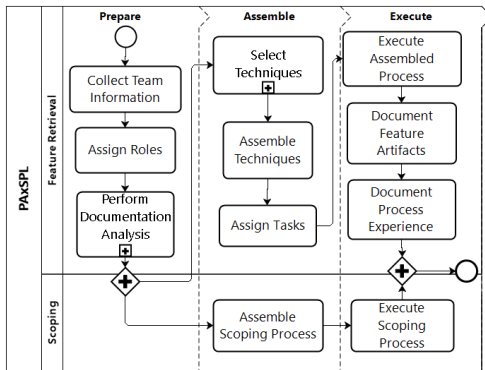 Prepare
Assemble
Execute
PAxSPL
Feature Retrieval
Scoping
Collect Team
Information
Assign Roles
Perform
Documentation
Analysis
Select
Techniques
Assemble
Techniques
Assign Tasks
Execute
Assembled
Process
Document
Feature
Artifacts
Document
Process
Experience
Assemble
Scoping Process
Execute
Scoping
Process